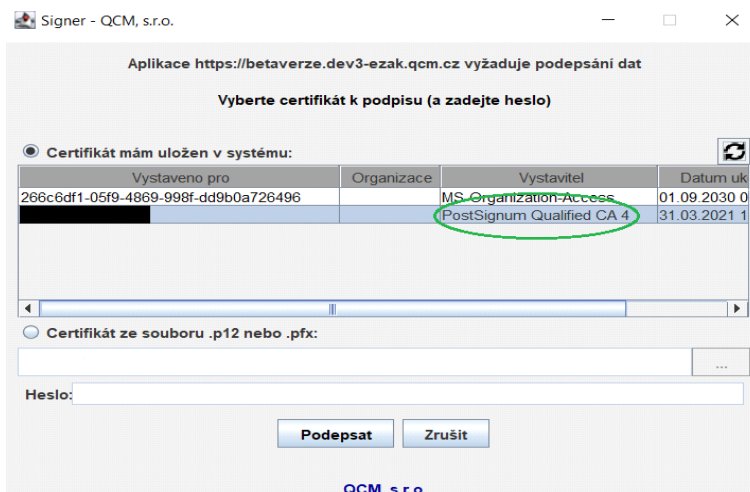 Signer - QCM, s.r.o.
Aplikace https://betaverze.dev3-ezak.qcm.cz vyžaduje podepsání dat
Vyberte certifikát k podpisu (a zadejte heslo)
Certifikát mám uložen v systému:
Vystaveno pro Organizace Vystavitel Datum uk
266c6df1-05f9-4869-998f-dd9b0a726496 MS-Organization-Access 01.09.2030 0
PostSignum Qualified CA 4 31.03.2021 1
Certifikát ze souboru .p12 nebo .pfx:
...
Heslo:
Podepsat Zrušit
QCM, s.r.o.